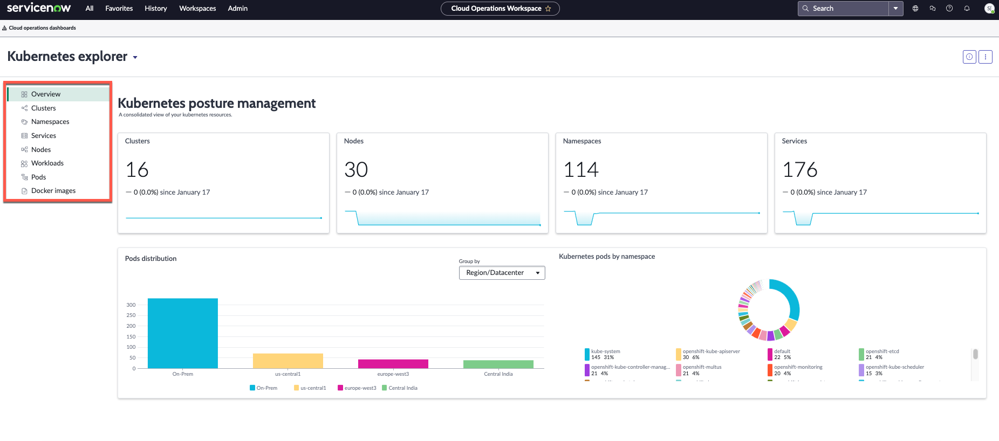 servicenow All Favorites History Workspaces Admin Cloud Operations Workspace Search
Cloud operations dashboards
Kubernetes explorer
Overview
Clusters
Namespaces
Services
Nodes
Workloads
Pods
Docker images
Kubernetes posture management
A consolidated view of your kubernetes resources.
Clusters
16
— 0 (0.0%) since January 17
Nodes
30
— 0 (0.0%) since January 17
Namespaces
114
— 0 (0.0%) since January 17
Services
176
— 0 (0.0%) since January 17
Pods distribution
Group by
Region/Datacenter
300
250
200
150
100
50
0
On-Prem us-central1 europe-west3 Central India
On-Prem us-central1 europe-west3 Central India
Kubernetes pods by namespace
kube-system
145 31%
openshift-kube-apiserver
30 6%
default
22 5%
openshift-etcd
21 4%
openshift-kube-controller-manag...
21 4%
openshift-multus
21 4%
openshift-monitoring
20 4%
openshift-kube-scheduler
15 3%